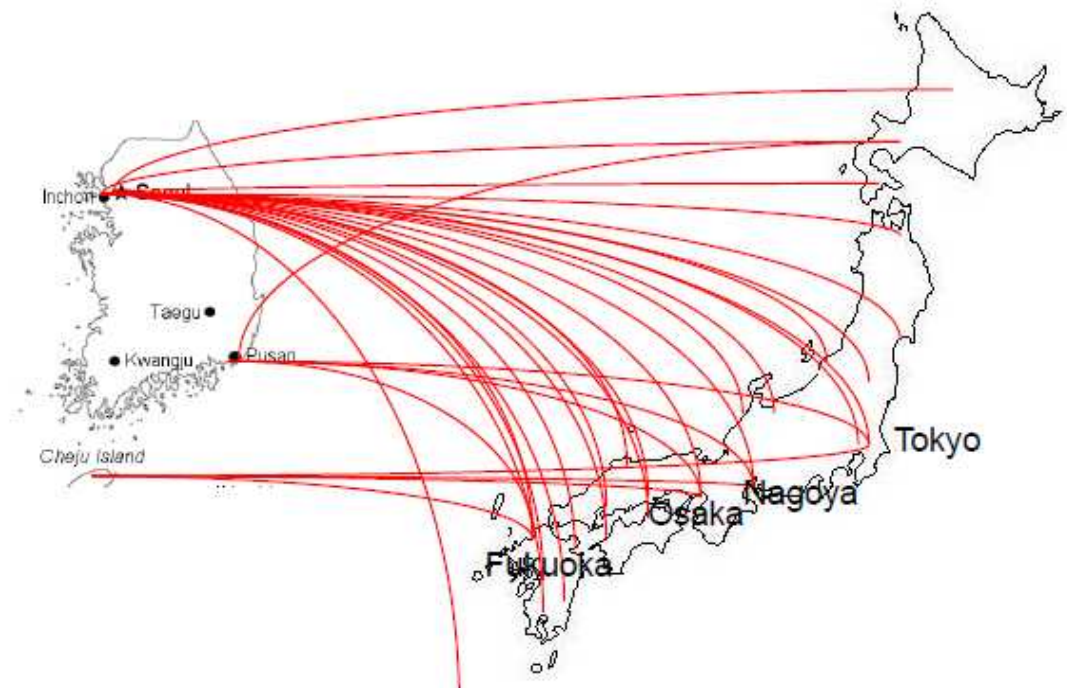 Inchon
Seoul
Taegu
Kwangju
Pusan
Cheju Island
Tokyo
Nagoya
Osaka
Fukuoka